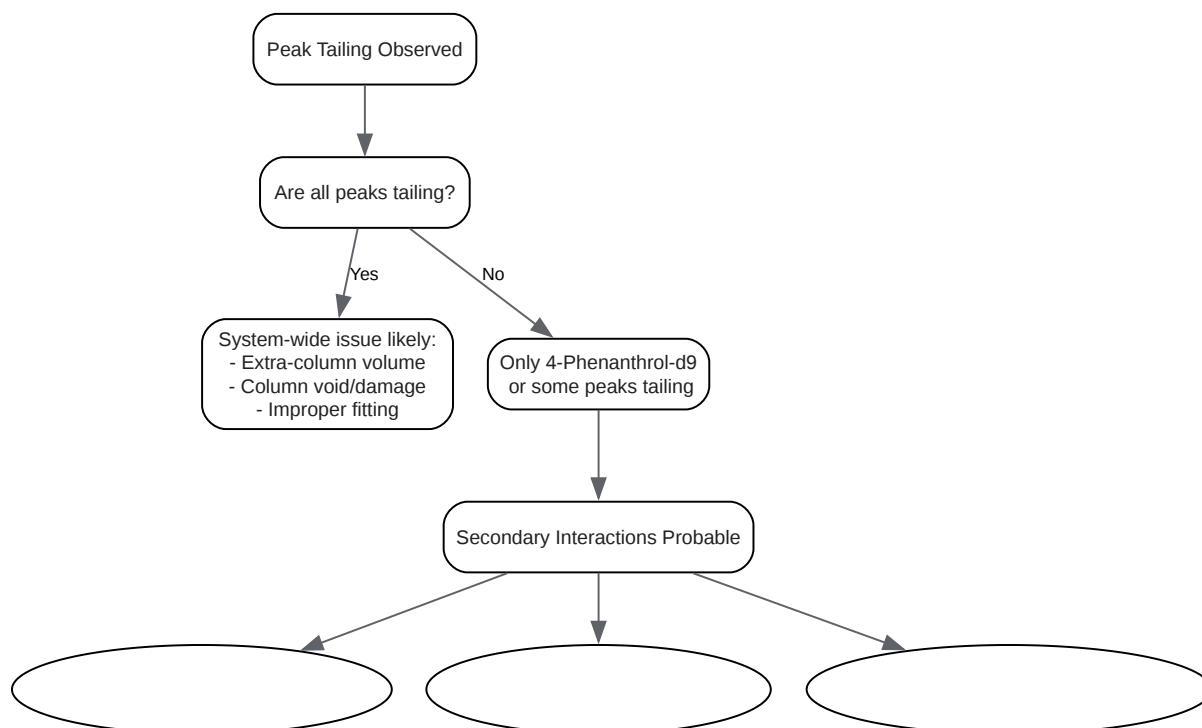 Peak Tailing Observed
Are all peaks tailing?
Yes
No
System-wide issue likely:
- Extra-column volume
- Column void/damage
- Improper fitting
Only 4-Phenanthrol-d9
or some peaks tailing
Secondary Interactions Probable